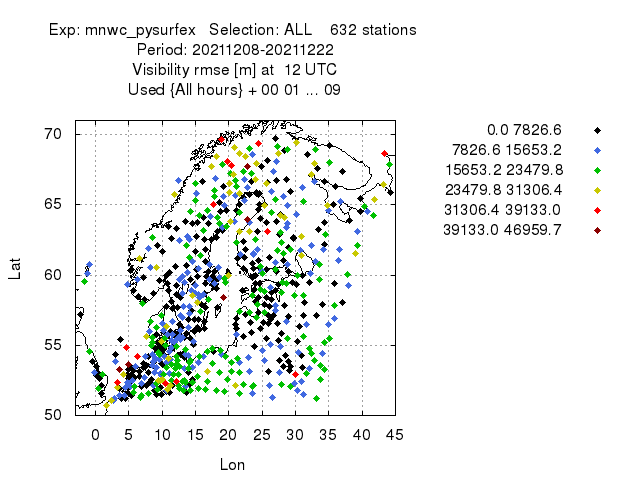 Exp: mnwc_pysurfex   Selection: ALL    632 stations
Period: 20211208-20211222
Visibility rmse [m] at  12 UTC
Used {All hours} + 00 01 ... 09
0.0 7826.6
7826.6 15653.2
15653.2 23479.8
23479.8 31306.4
31306.4 39133.0
39133.0 46959.7
70
65
60
55
50
Lat
0 5 10 15 20 25 30 35 40 45
Lon